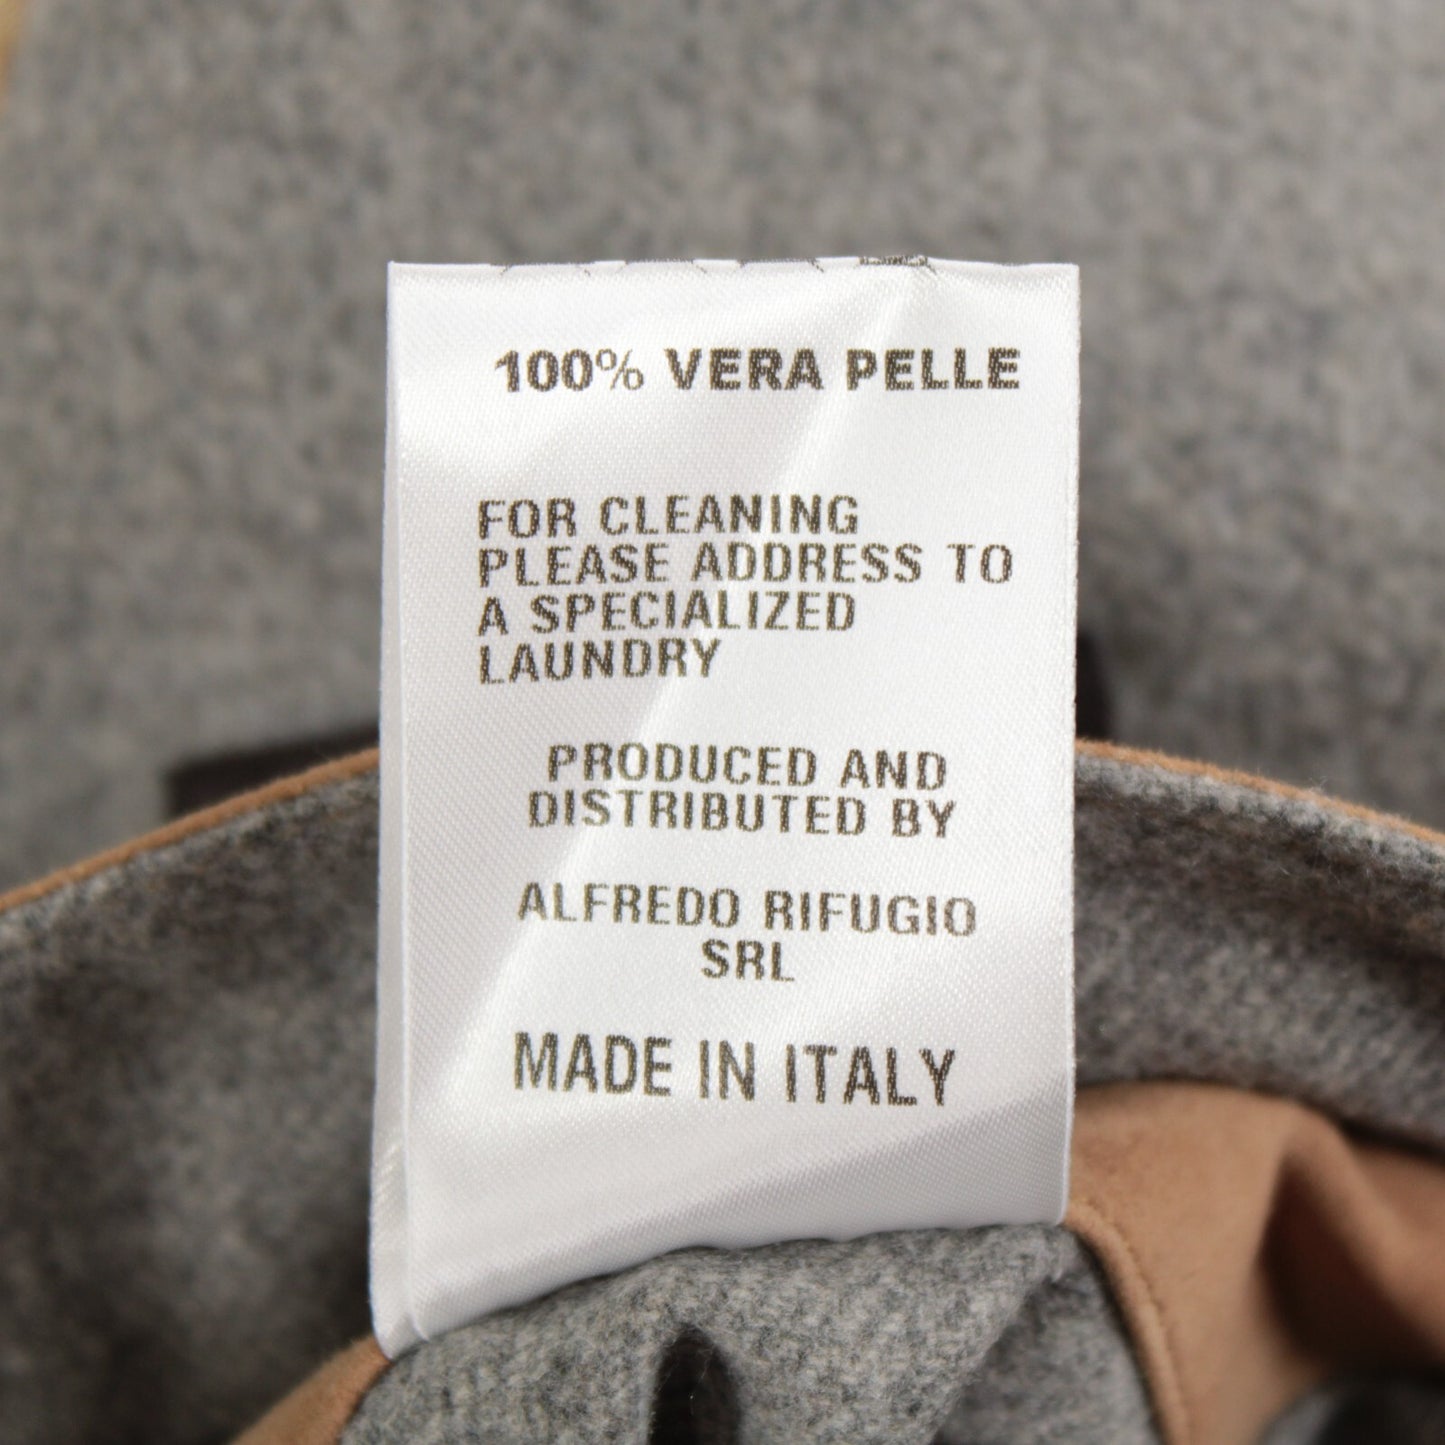 100% VERA PELLE
FOR CLEANING
PLEASE ADDRESS TO
A SPECIALIZED
LAUNDRY
PRODUCED AND
DISTRIBUTED BY
ALFREDO RIFUGIO
SRL
MADE IN ITALY